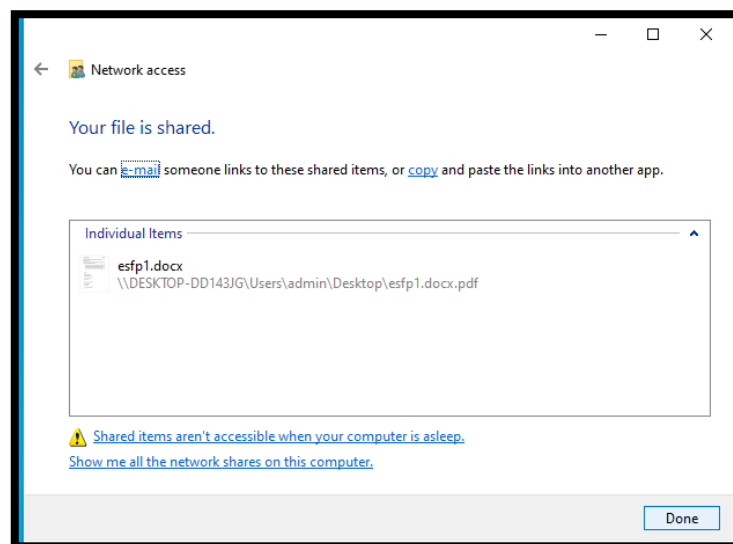 Network access
Your file is shared.
You can e-mail someone links to these shared items, or copy and paste the links into another app.
Individual Items
esfp1.docx
\\DESKTOP-DD143JG\Users\admin\Desktop\esfp1.docx.pdf
Shared items aren't accessible when your computer is asleep.
Show me all the network shares on this computer.
Done